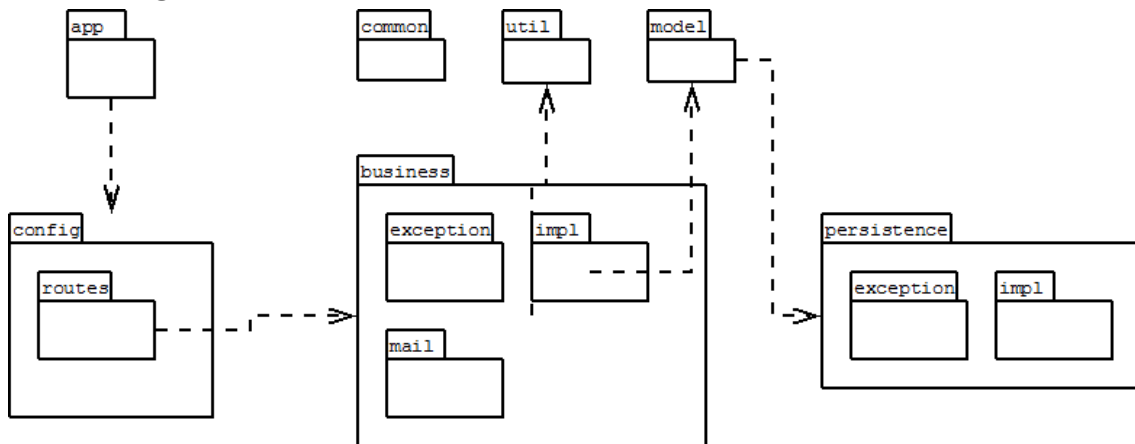 app
common
util
model
business
config
exception
impl
persistence
routes
exception
impl
mail